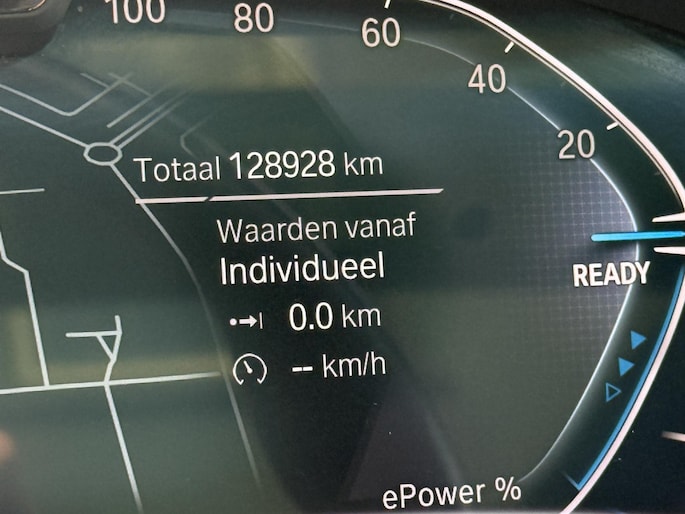 100
80
60
40
20
Totaal 128928 km
Waarden vanaf
Individueel
READY
0.0 km
-- km/h
ePower %